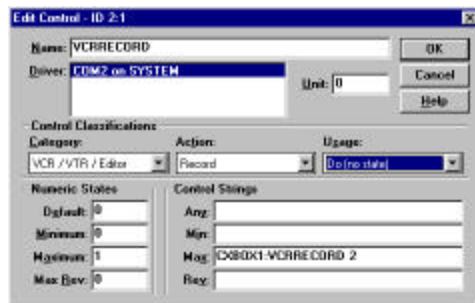 Edit Control - ID 2:1
Name: VCRRECORD
OK
Driver: COM2 on SYSTEM
Unit: 0
Cancel
Help
Control Classifications
Category: Action: Usage:
VCR / VTR / Editor Record Do (no state)
Numeric States Control Strings
Default: 0 Any:
Minimum: 0 Min:
Maximum: 1 Max: CXBOX1:VCRRECORD 2
Max Rev: 0 Rev: